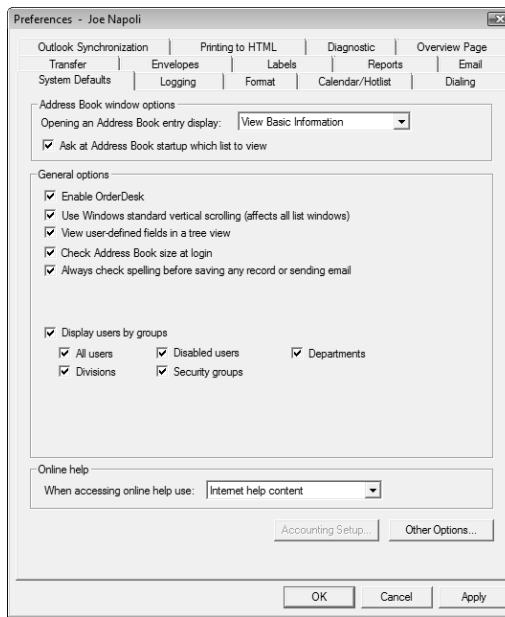 Preferences - Joe Napoli
Outlook Synchronization Printing to HTML Diagnostic Overview Page
Transfer Envelopes Labels Reports Email
System Defaults Logging Format Calendar/Hotlist Dialing
Address Book window options
Opening an Address Book entry display: View Basic Information
Ask at Address Book startup which list to view
General options
Enable OrderDesk
Use Windows standard vertical scrolling (affects all list windows)
View user-defined fields in a tree view
Check Address Book size at login
Always check spelling before saving any record or sending email
Display users by groups
All users Disabled users Departments
Divisions Security groups
Online help
When accessing online help use: Internet help content
Accounting Setup... Other Options...
OK Cancel Apply